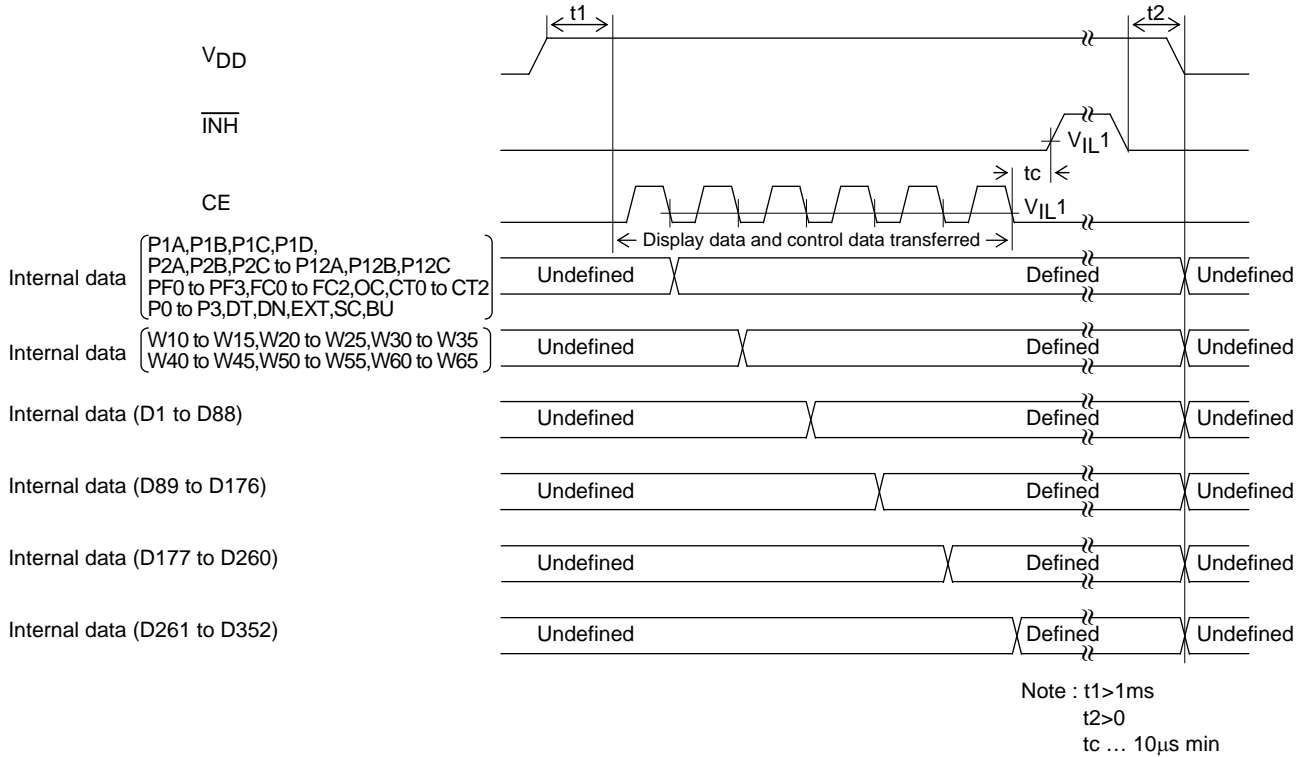 t1
t2
VDD
INH
VIL1
tc
CE
VIL1
Display data and control data transferred
Internal data
P1A,P1B,P1C,P1D,
P2A,P2B,P2C to P12A,P12B,P12C
PF0 to PF3,FC0 to FC2,OC,CT0 to CT2
P0 to P3,DT,DN,EXT,SC,BU
Undefined
Defined
Undefined
Internal data
W10 to W15,W20 to W25,W30 to W35
W40 to W45,W50 to W55,W60 to W65
Undefined
Defined
Undefined
Internal data (D1 to D88)
Undefined
Defined
Undefined
Internal data (D89 to D176)
Undefined
Defined
Undefined
Internal data (D177 to D260)
Undefined
Defined
Undefined
Internal data (D261 to D352)
Undefined
Defined
Undefined
Note : t1>1ms
t2>0
tc … 10μs min